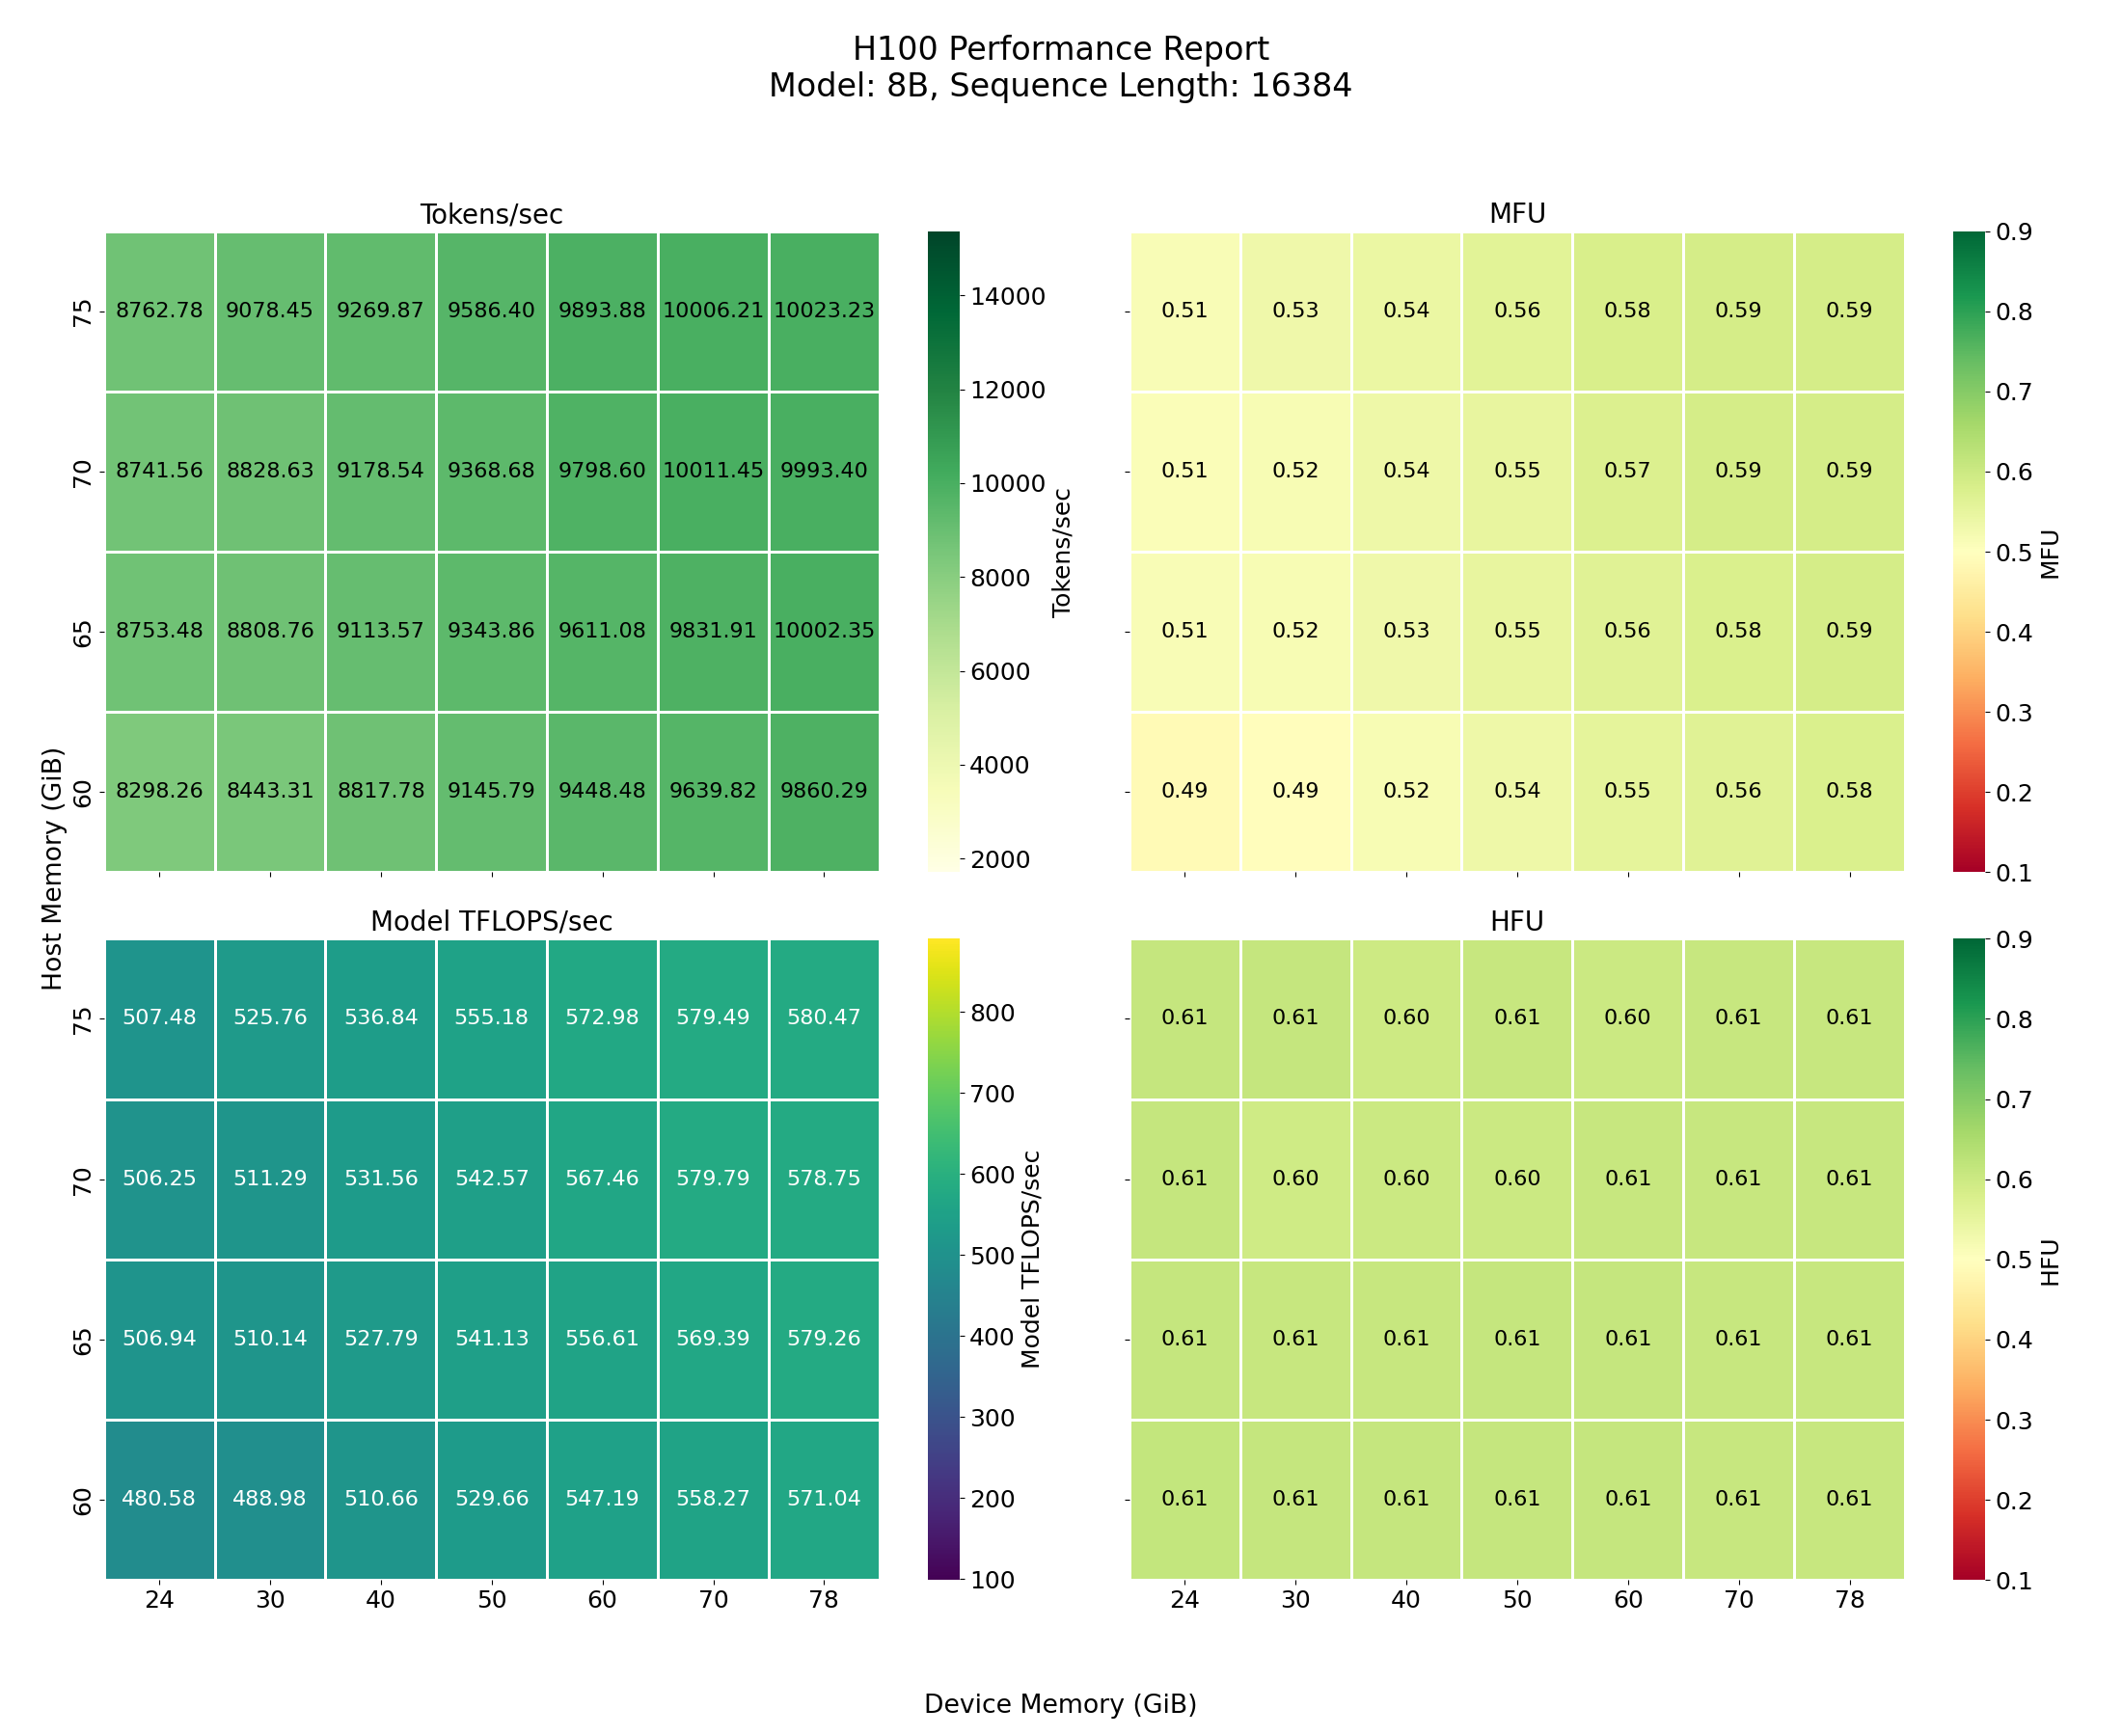 H100 Performance Report
Model: 8B, Sequence Length: 16384
Host Memory (GiB)
Tokens/sec
75 8762.78 9078.45 9269.87 9586.40 9893.88 10006.21 10023.23
70 8741.56 8828.63 9178.54 9368.68 9798.60 10011.45 9993.40
65 8753.48 8808.76 9113.57 9343.86 9611.08 9831.91 10002.35
60 8298.26 8443.31 8817.78 9145.79 9448.48 9639.82 9860.29
14000
12000
10000
8000
6000
4000
2000
Tokens/sec
MFU
0.51 0.53 0.54 0.56 0.58 0.59 0.59
0.51 0.52 0.54 0.55 0.57 0.59 0.59
0.51 0.52 0.53 0.55 0.56 0.58 0.59
0.49 0.49 0.52 0.54 0.55 0.56 0.58
0.9
0.8
0.7
0.6
0.5
0.4
0.3
0.2
0.1
MFU
Model TFLOPS/sec
75 507.48 525.76 536.84 555.18 572.98 579.49 580.47
70 506.25 511.29 531.56 542.57 567.46 579.79 578.75
65 506.94 510.14 527.79 541.13 556.61 569.39 579.26
60 480.58 488.98 510.66 529.66 547.19 558.27 571.04
24 30 40 50 60 70 78
800
700
600
500
400
300
200
100
Model TFLOPS/sec
HFU
0.61 0.61 0.60 0.61 0.60 0.61 0.61
0.61 0.60 0.60 0.60 0.61 0.61 0.61
0.61 0.61 0.61 0.61 0.61 0.61 0.61
0.61 0.61 0.61 0.61 0.61 0.61 0.61
24 30 40 50 60 70 78
0.9
0.8
0.7
0.6
0.5
0.4
0.3
0.2
0.1
HFU
Device Memory (GiB)